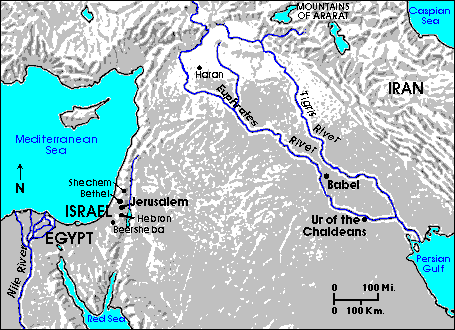 MOUNTAINS
OF ARARAT
Caspian
Sea
Haran
IRAN
Euphrates
River
Tigris
River
Mediterranean
Sea
N
Shechem
Bethel
Jerusalem
ISRAEL
Hebron
Beersheba
EGYPT
Nile River
Red Sea
Babel
Ur of the
Chaldeans
Persian
Gulf
0 100 Mi.
0 100 Km.